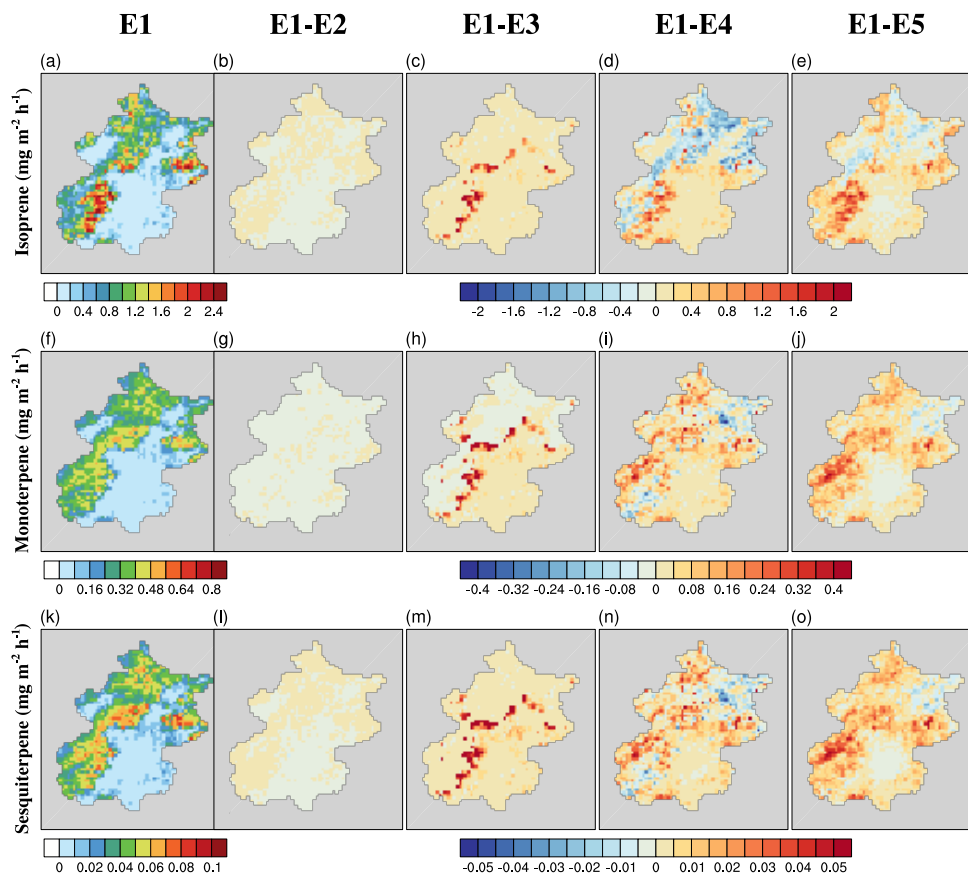 E1 E1-E2 E1-E3 E1-E4 E1-E5
(a) (b) (c) (d) (e)
Isoprene (mg m⁻² h⁻¹)
0 0.4 0.8 1.2 1.6 2 2.4
-2 -1.6 -1.2 -0.8 -0.4 0 0.4 0.8 1.2 1.6 2
(f) (g) (h) (i) (j)
Monoterpene (mg m⁻² h⁻¹)
0 0.16 0.32 0.48 0.64 0.8
-0.4 -0.32 -0.24 -0.16 -0.08 0 0.08 0.16 0.24 0.32 0.4
(k) (l) (m) (n) (o)
Sesquiterpene (mg m⁻² h⁻¹)
0 0.02 0.04 0.06 0.08 0.1
-0.05 -0.04 -0.03 -0.02 -0.01 0 0.01 0.02 0.03 0.04 0.05